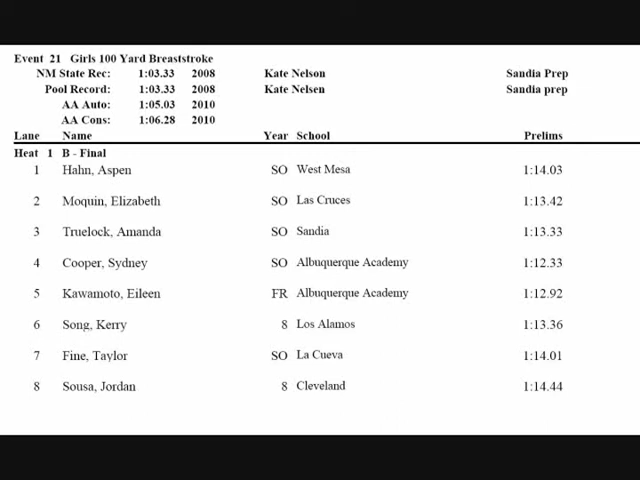 Event 21 Girls 100 Yard Breaststroke
NM State Rec: 1:03.33 2008 Kate Nelson Sandia Prep
Pool Record: 1:03.33 2008 Kate Nelsen Sandia prep
AA Auto: 1:05.03 2010
AA Cons: 1:06.28 2010
Lane Name Year School Prelims
Heat 1 B - Final
1 Hahn, Aspen SO West Mesa 1:14.03
2 Moquin, Elizabeth SO Las Cruces 1:13.42
3 Truelock, Amanda SO Sandia 1:13.33
4 Cooper, Sydney SO Albuquerque Academy 1:12.33
5 Kawamoto, Eileen FR Albuquerque Academy 1:12.92
6 Song, Kerry 8 Los Alamos 1:13.36
7 Fine, Taylor SO La Cueva 1:14.01
8 Sousa, Jordan 8 Cleveland 1:14.44